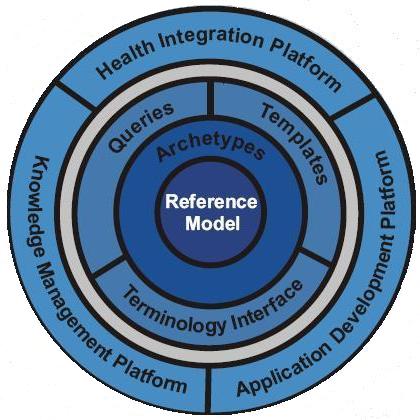 Health Integration Platform
Queries
Templates
Archetypes
Reference
Model
Terminology Interface
Knowledge Management Platform
Application Development Platform